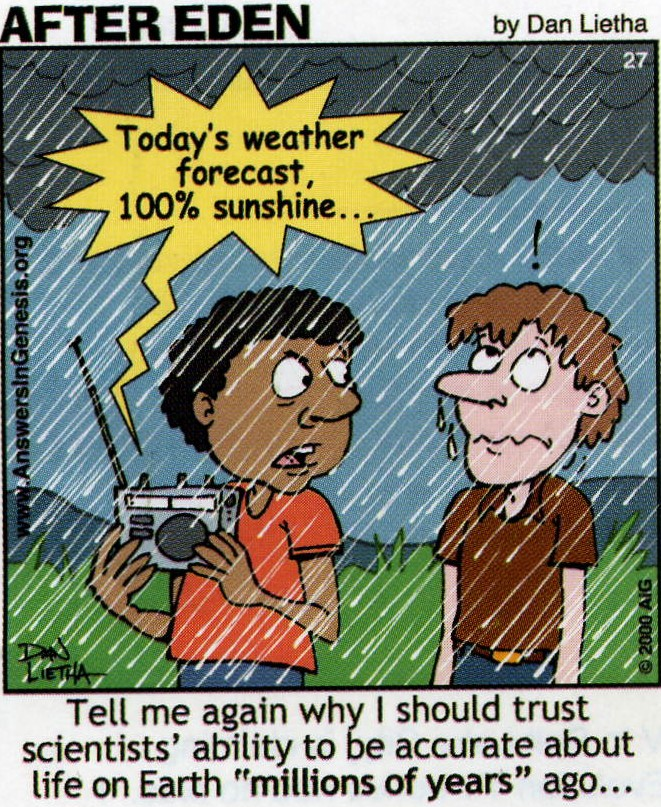 AFTER EDEN
by Dan Lietha
27
Today's weather
forecast,
100% sunshine...
!
www.AnswersInGenesis.org
DAN
LIETHA
© 2000 AiG
Tell me again why I should trust
scientists' ability to be accurate about
life on Earth "millions of years" ago...